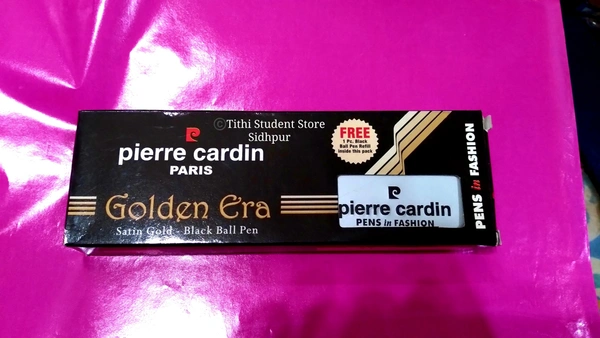 ©Tithi Student Store
Sidhpur
pierre cardin
PARIS
FREE
1 Pc. Black
Ball Pen Refill
inside this pack
Golden Era
Satin Gold - Black Ball Pen
pierre cardin
PENS in FASHION
PENS in FASHION